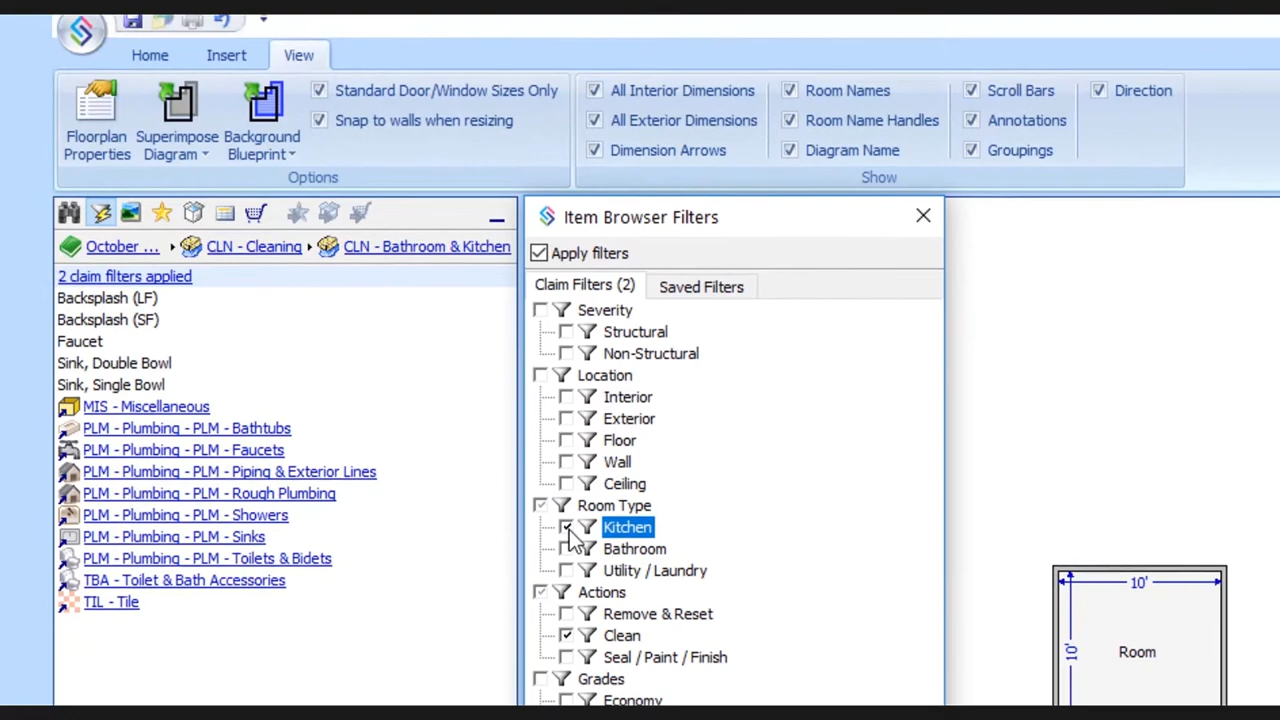 Home Insert View
Standard Door/Window Sizes Only
Snap to walls when resizing
Floorplan Properties
Superimpose Diagram
Background Blueprint
Options
All Interior Dimensions
All Exterior Dimensions
Dimension Arrows
Room Names
Room Name Handles
Diagram Name
Scroll Bars
Annotations
Groupings
Direction
Show
October ... CLN - Cleaning CLN - Bathroom & Kitchen
2 claim filters applied
Backsplash (LF)
Backsplash (SF)
Faucet
Sink, Double Bowl
Sink, Single Bowl
MIS - Miscellaneous
PLM - Plumbing - PLM - Bathtubs
PLM - Plumbing - PLM - Faucets
PLM - Plumbing - PLM - Piping & Exterior Lines
PLM - Plumbing - PLM - Rough Plumbing
PLM - Plumbing - PLM - Showers
PLM - Plumbing - PLM - Sinks
PLM - Plumbing - PLM - Toilets & Bidets
TBA - Toilet & Bath Accessories
TIL - Tile
Item Browser Filters
Apply filters
Claim Filters (2) Saved Filters
Severity
Structural
Non-Structural
Location
Interior
Exterior
Floor
Wall
Ceiling
Room Type
Kitchen
Bathroom
Utility / Laundry
Actions
Remove & Reset
Clean
Seal / Paint / Finish
Grades
Economy
10'
10'
Room